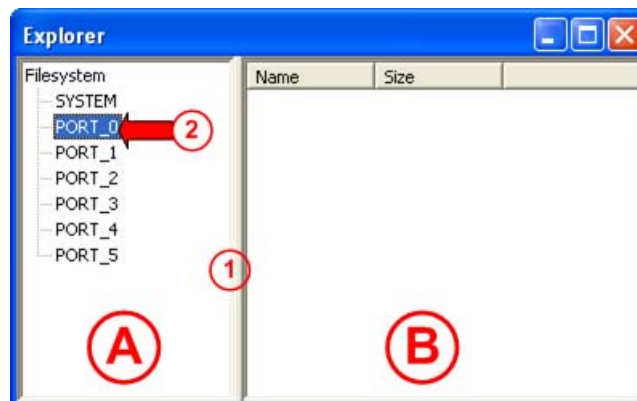 Explorer
Filesystem
Name Size
SYSTEM
PORT_0
2
PORT_1
PORT_2
PORT_3
PORT_4
PORT_5
1
A
B